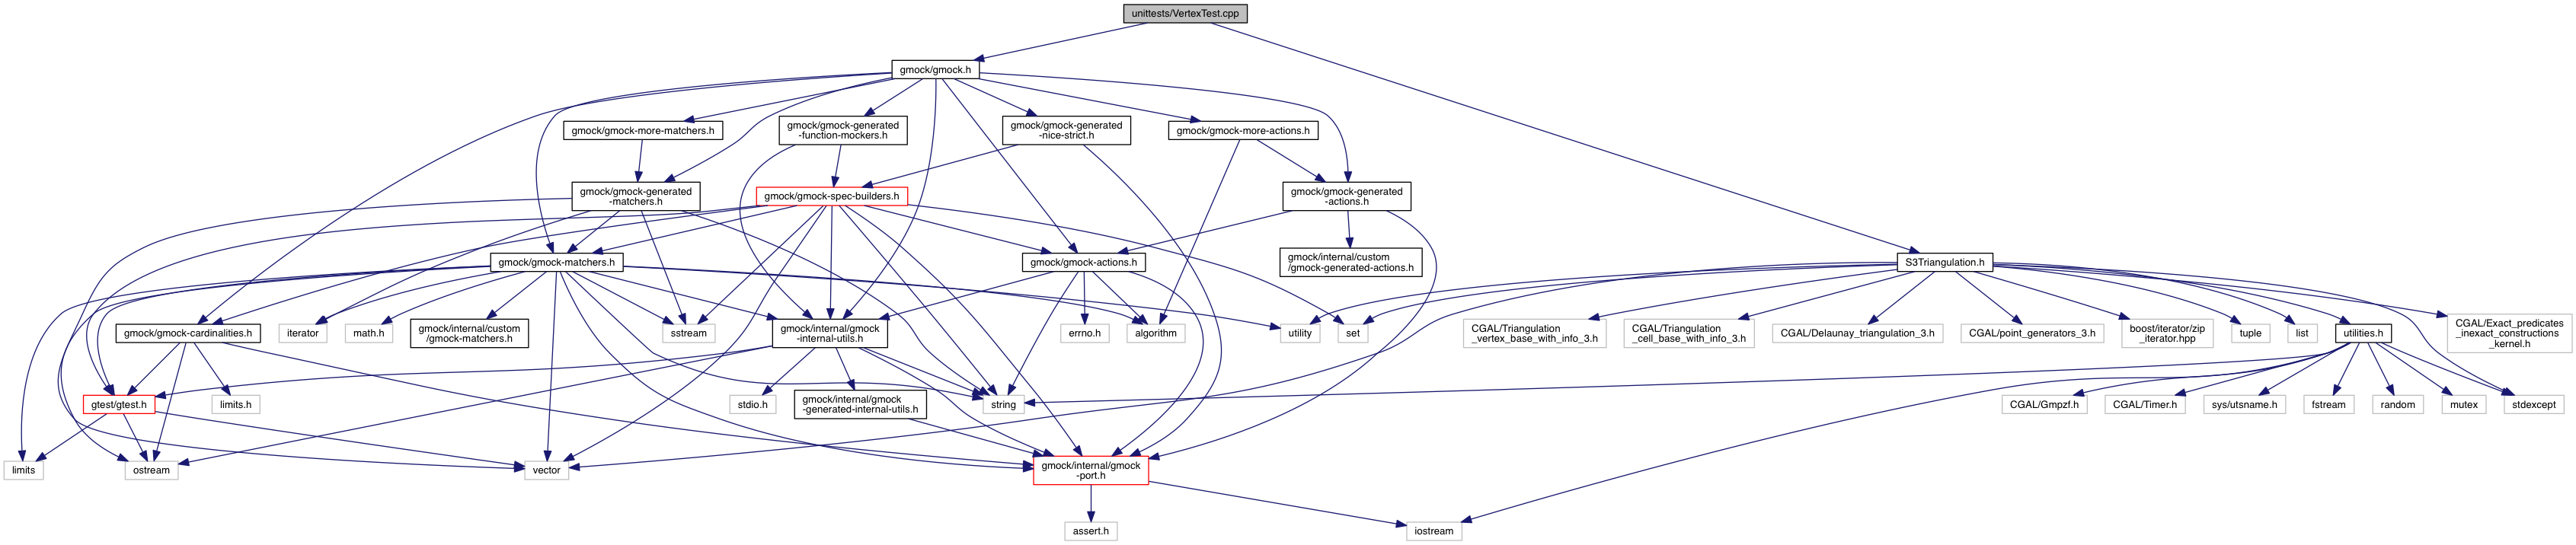 unittests/VertexTest.cpp
gmock/gmock.h
gmock/gmock-more-matchers.h
gmock/gmock-generated
-function-mockers.h
gmock/gmock-generated
-nice-strict.h
gmock/gmock-more-actions.h
gmock/gmock-generated
-matchers.h
gmock/gmock-spec-builders.h
gmock/gmock-generated
-actions.h
gmock/gmock-matchers.h
gmock/gmock-actions.h
gmock/internal/custom
/gmock-generated-actions.h
S3Triangulation.h
gmock/gmock-cardinalities.h
iterator
math.h
gmock/internal/custom
/gmock-matchers.h
sstream
gmock/internal/gmock
-internal-utils.h
errno.h
algorithm
utility
set
CGAL/Triangulation
_vertex_base_with_info_3.h
CGAL/Triangulation
_cell_base_with_info_3.h
CGAL/Delaunay_triangulation_3.h
CGAL/point_generators_3.h
boost/iterator/zip
_iterator.hpp
tuple
list
utilities.h
CGAL/Exact_predicates
_inexact_constructions
_kernel.h
gtest/gtest.h
limits.h
stdio.h
gmock/internal/gmock
-generated-internal-utils.h
string
CGAL/Gmpzf.h
CGAL/Timer.h
sys/utsname.h
fstream
random
mutex
stdexcept
limits
ostream
vector
gmock/internal/gmock
-port.h
assert.h
iostream